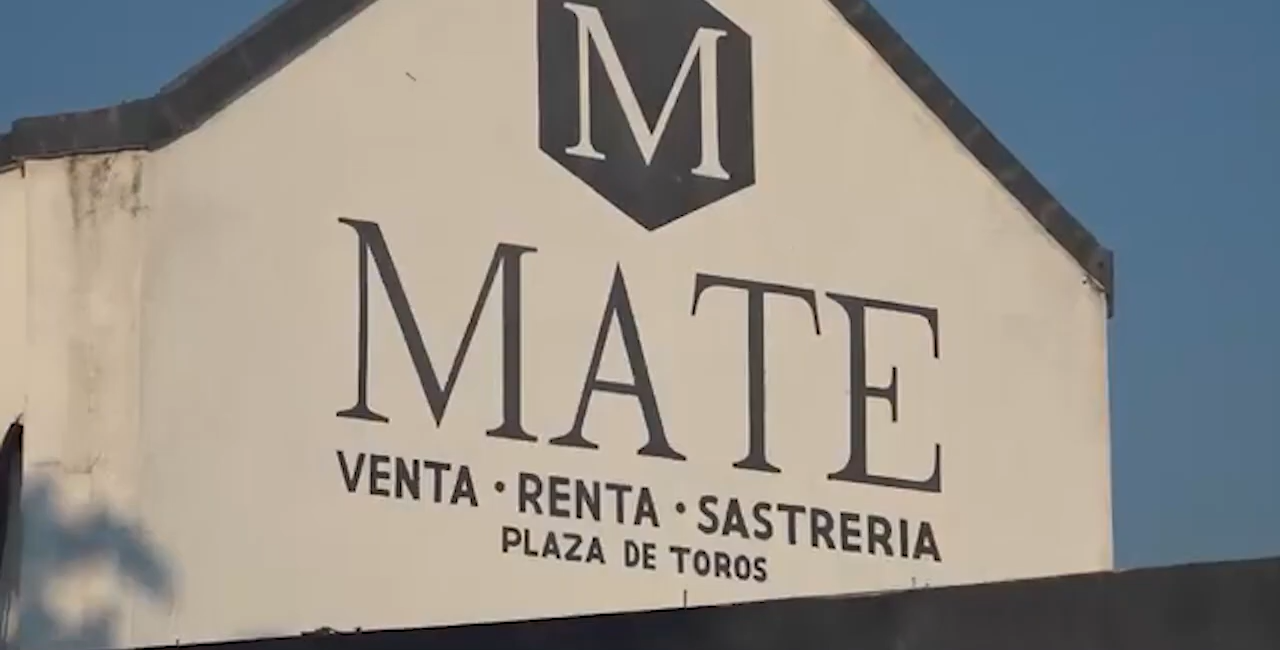 M
MATE
VENTA · RENTA · SASTRERIA
PLAZA DE TOROS